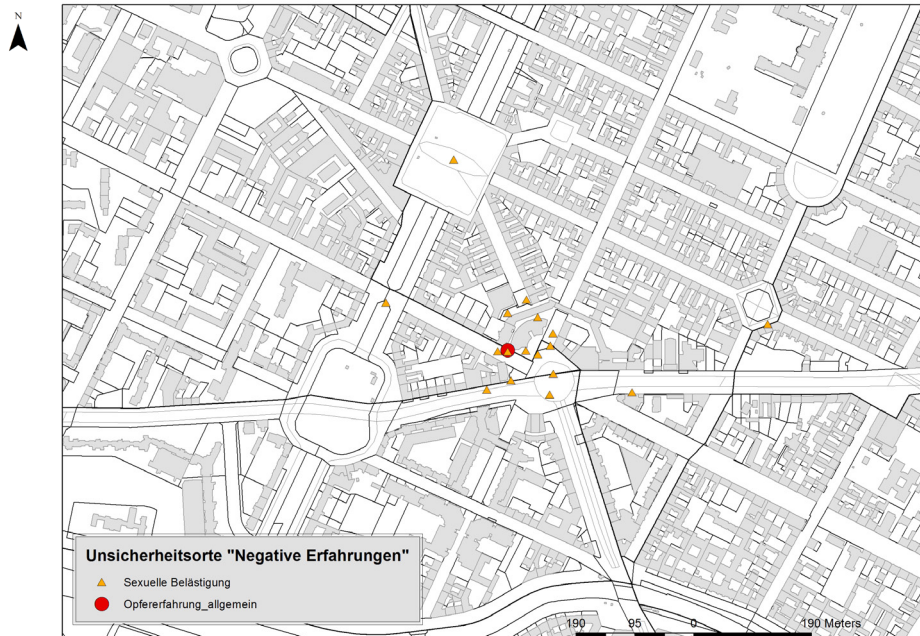 N
Unsicherheitsorte "Negative Erfahrungen"
Sexuelle Belästigung
Opfererfahrung_allgemein
190 95 0 190 Meters